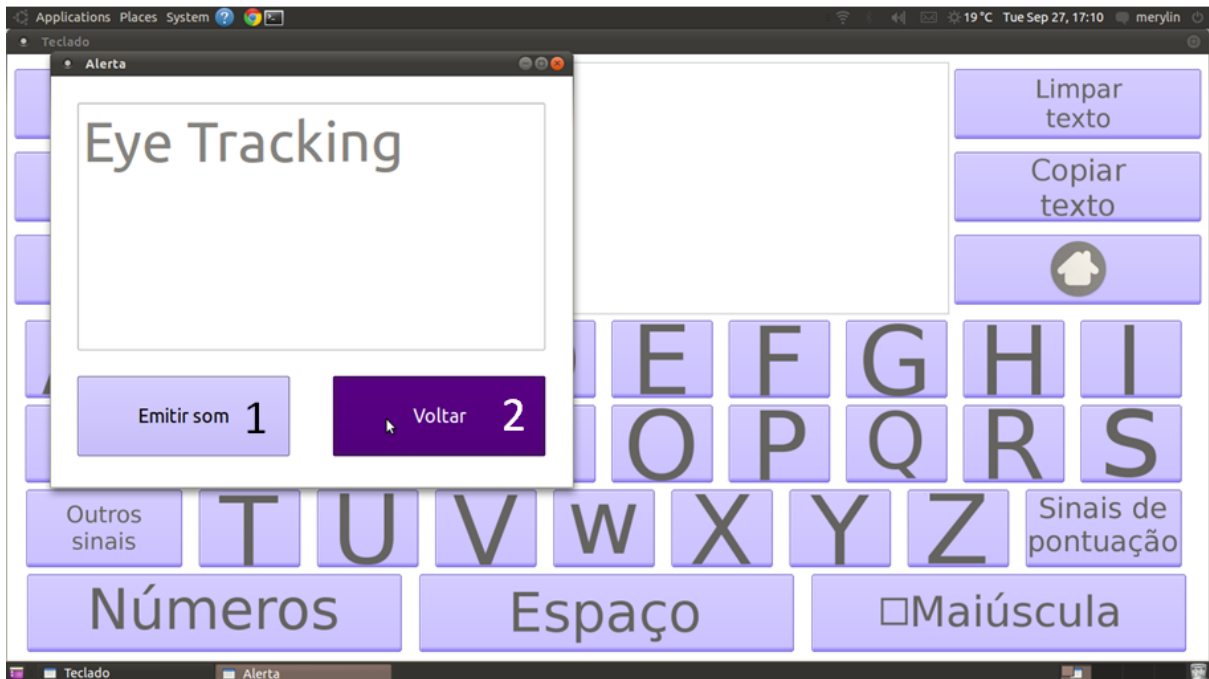 Applications Places System
19 °C Tue Sep 27, 17:10 merylin
Teclado
Alerta
Eye Tracking
Emitir som 1
Voltar 2
Limpar
texto
Copiar
texto
E F G H I
O P Q R S
Outros
sinais
T U V W X Y Z
Sinais de
pontuação
Números
Espaço
Maiúscula
Teclado
Alerta